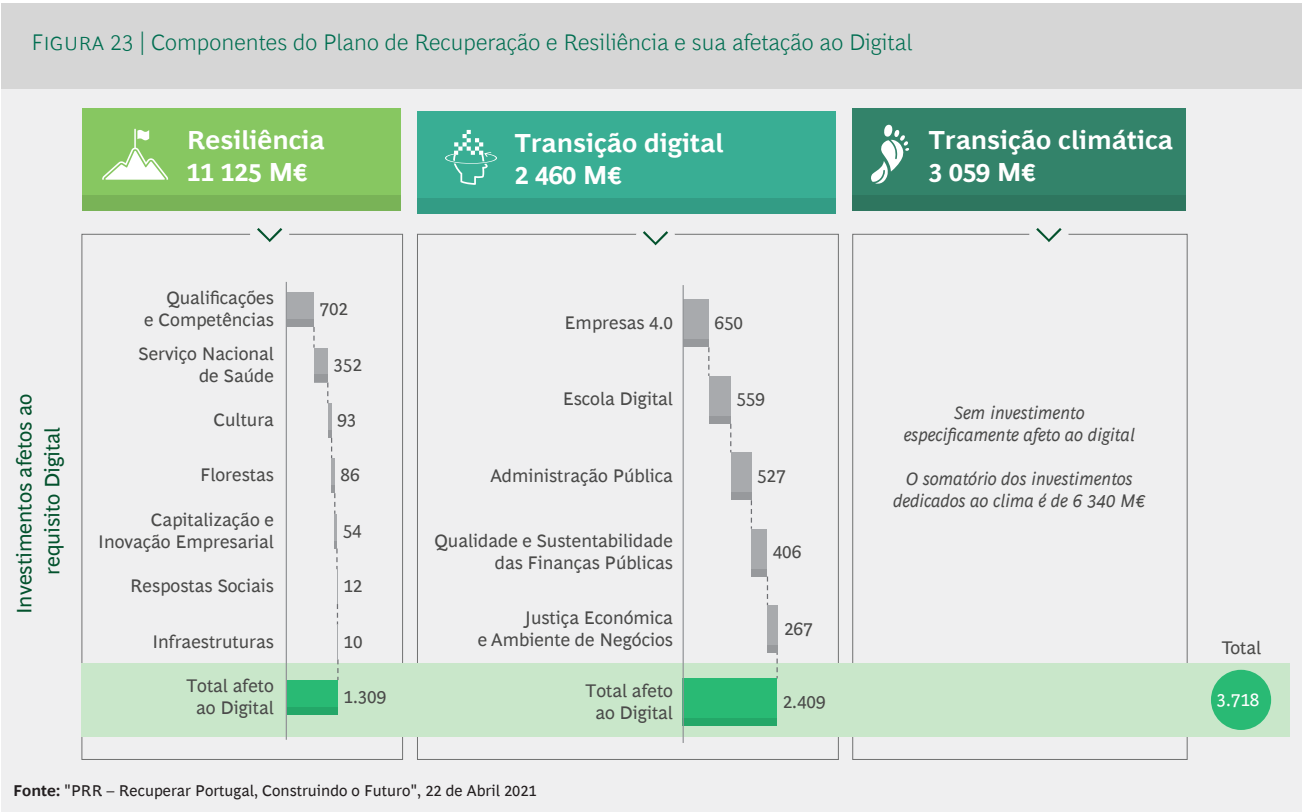 FIGURA 23 | Componentes do Plano de Recuperação e Resiliência e sua afetação ao Digital
Resiliência
11 125 M€
Transição digital
2 460 M€
Transição climática
3 059 M€
Investimentos afetos ao
requisito Digital
Qualificações
e Competências
702
Serviço Nacional
de Saúde
352
Cultura
93
Florestas
86
Capitalização e
Inovação Empresarial
54
Respostas Sociais
12
Infraestruturas
10
Total afeto
ao Digital
1.309
Empresas 4.0
650
Escola Digital
559
Administração Pública
527
Qualidade e Sustentabilidade
das Finanças Públicas
406
Justiça Económica
e Ambiente de Negócios
267
Total afeto
ao Digital
2.409
Sem investimento
especificamente afeto ao digital
O somatório dos investimentos
dedicados ao clima é de 6 340 M€
Total
3.718
Fonte: "PRR – Recuperar Portugal, Construindo o Futuro", 22 de Abril 2021